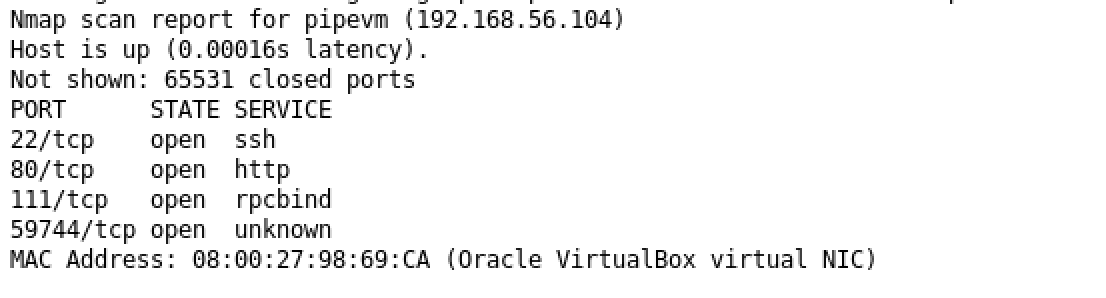 Nmap scan report for pipevm (192.168.56.104)
Host is up (0.00016s latency).
Not shown: 65531 closed ports
PORT      STATE SERVICE
22/tcp    open  ssh
80/tcp    open  http
111/tcp   open  rpcbind
59744/tcp open  unknown
MAC Address: 08:00:27:98:69:CA (Oracle VirtualBox virtual NIC)